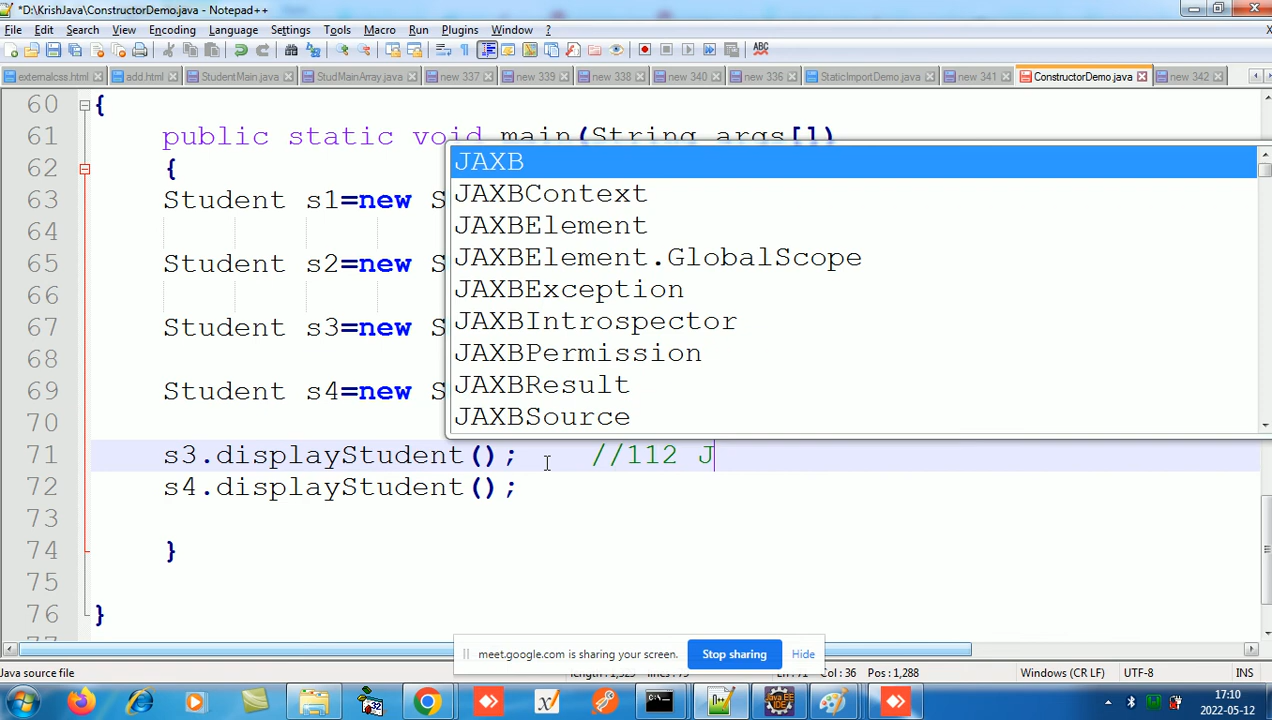 *D:\KrishJava\ConstructorDemo.java - Notepad++
File Edit Search View Encoding Language Settings Tools Macro Run Plugins Window ?
externalcss.html add.html StudentMain.java StudMainArray.java new 337 new 339 new 338 new 340 new 336 StaticImportDemo.java new 341 ConstructorDemo.java new 342
60 {
61 public static void main(String args[])
62 {
63 Student s1=new S
64
65 Student s2=new S
66
67 Student s3=new S
68
69 Student s4=new S
70
71 s3.displayStudent(); //112 J
72 s4.displayStudent();
73
74 }
75
76 }
JAXB
JAXBContext
JAXBElement
JAXBElement.GlobalScope
JAXBException
JAXBIntrospector
JAXBPermission
JAXBResult
JAXBSource
meet.google.com is sharing your screen. Stop sharing Hide
Java source file Col : 36 Pos : 1,288 Windows (CR LF) UTF-8 INS
17:10
2022-05-12